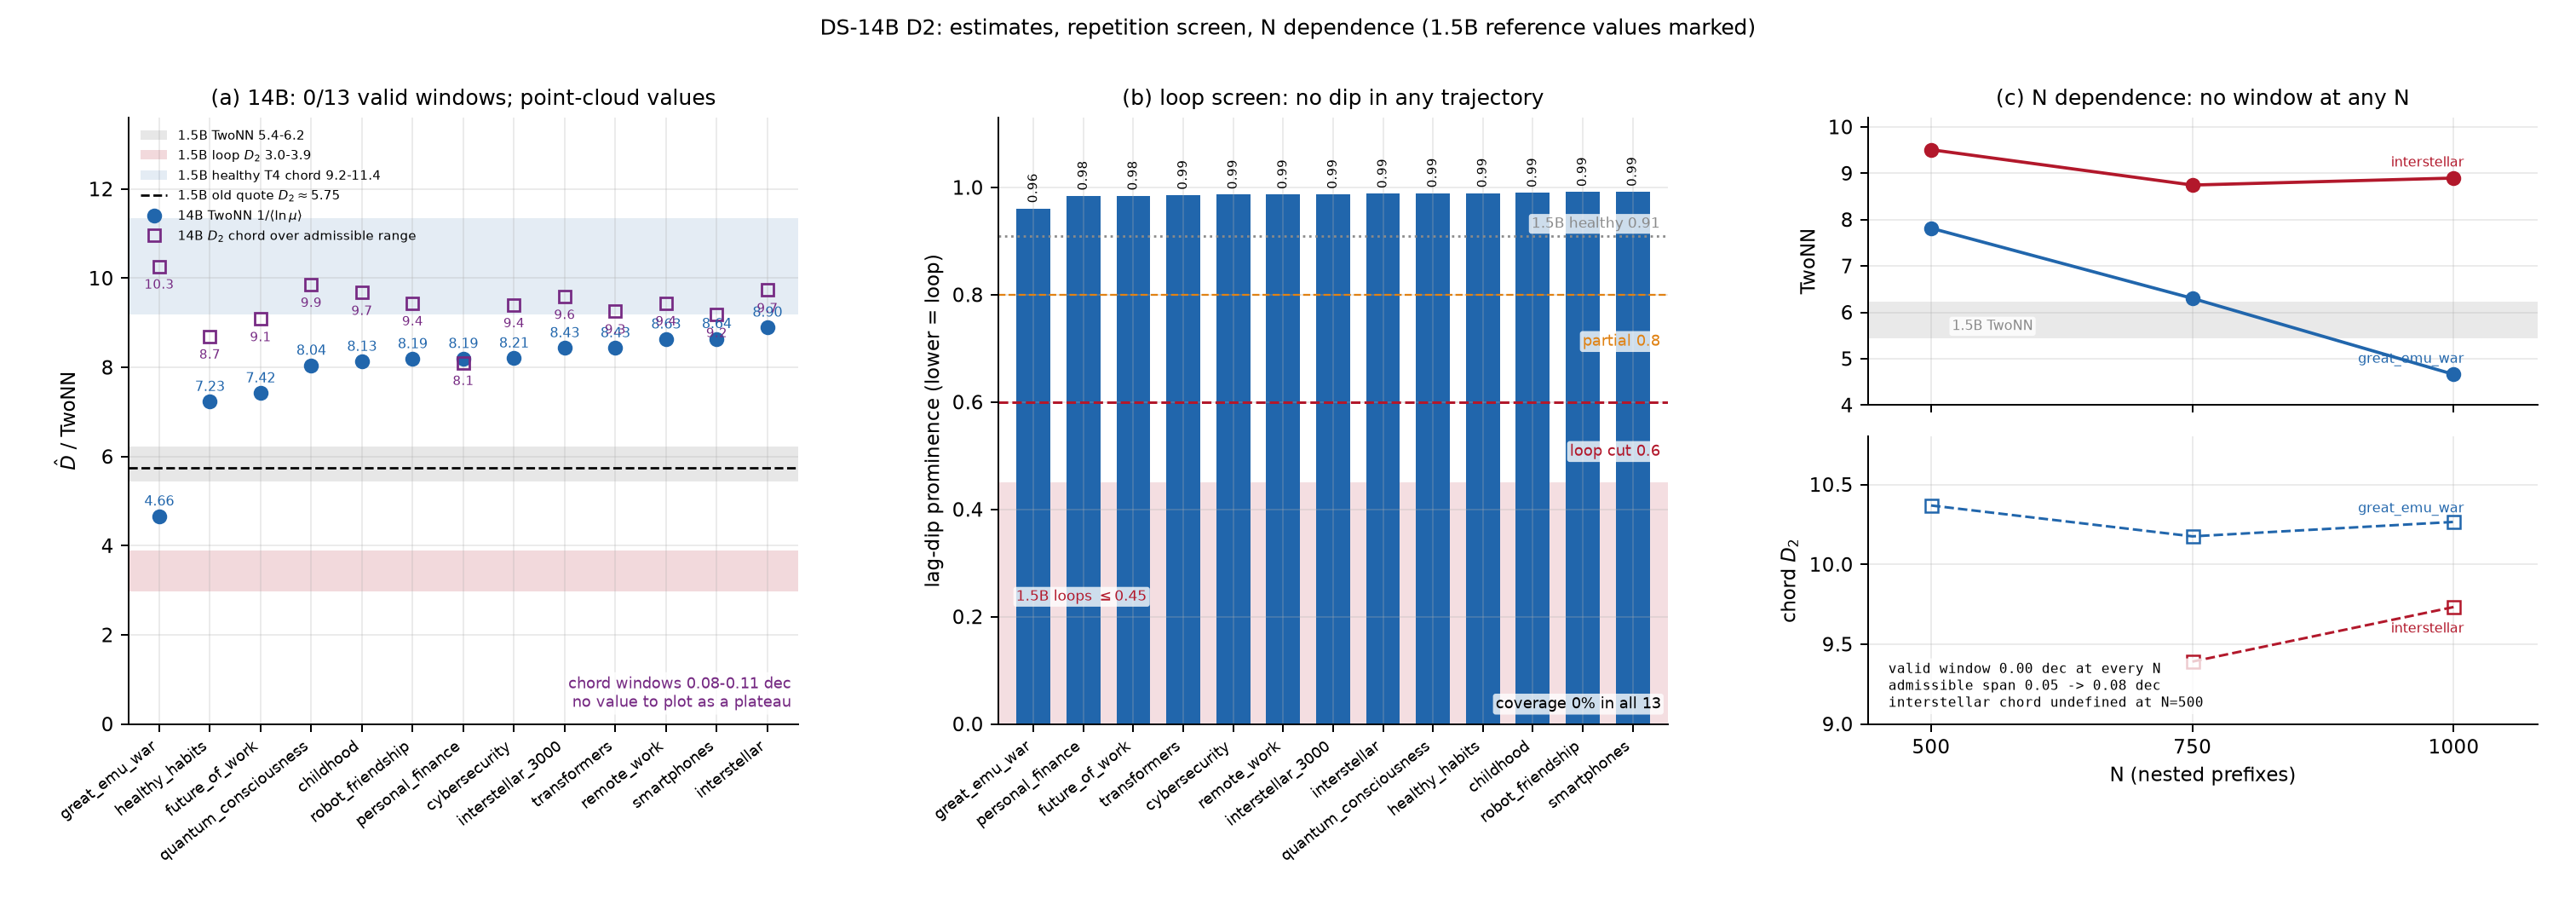 DS-14B D2: estimates, repetition screen, N dependence (1.5B reference values marked)
(a) 14B: 0/13 valid windows; point-cloud values
1.5B TwoNN 5.4-6.2
1.5B loop D₂ 3.0-3.9
1.5B healthy T4 chord 9.2-11.4
1.5B old quote D₂ ≈ 5.75
14B TwoNN 1/⟨ln μ⟩
14B D₂ chord over admissible range
D̂ / TwoNN
12
10
8
6
4
2
0
10.3
8.7
9.1
9.9
9.7
9.4
8.1
9.4
9.6
9.3
9.4
9.2
9.7
4.66
7.23
7.42
8.04
8.13
8.19
8.19
8.21
8.43
8.43
8.63
8.64
8.90
chord windows 0.08-0.11 dec
no value to plot as a plateau
great_emu_war
healthy_habits
future_of_work
quantum_consciousness
childhood
robot_friendship
personal_finance
cybersecurity
interstellar_3000
transformers
remote_work
smartphones
interstellar
(b) loop screen: no dip in any trajectory
lag-dip prominence (lower = loop)
1.0
0.8
0.6
0.4
0.2
0.0
0.96
0.98
0.98
0.99
0.99
0.99
0.99
0.99
0.99
0.99
0.99
0.99
0.99
1.5B healthy 0.91
partial 0.8
loop cut 0.6
1.5B loops ≤0.45
coverage 0% in all 13
great_emu_war
personal_finance
future_of_work
transformers
cybersecurity
remote_work
interstellar_3000
interstellar
quantum_consciousness
healthy_habits
childhood
robot_friendship
smartphones
(c) N dependence: no window at any N
TwoNN
10
9
8
7
6
5
4
interstellar
1.5B TwoNN
great_emu_war
chord D₂
10.5
10.0
9.5
9.0
great_emu_war
interstellar
valid window 0.00 dec at every N
admissible span 0.05 -> 0.08 dec
interstellar chord undefined at N=500
500
750
1000
N (nested prefixes)